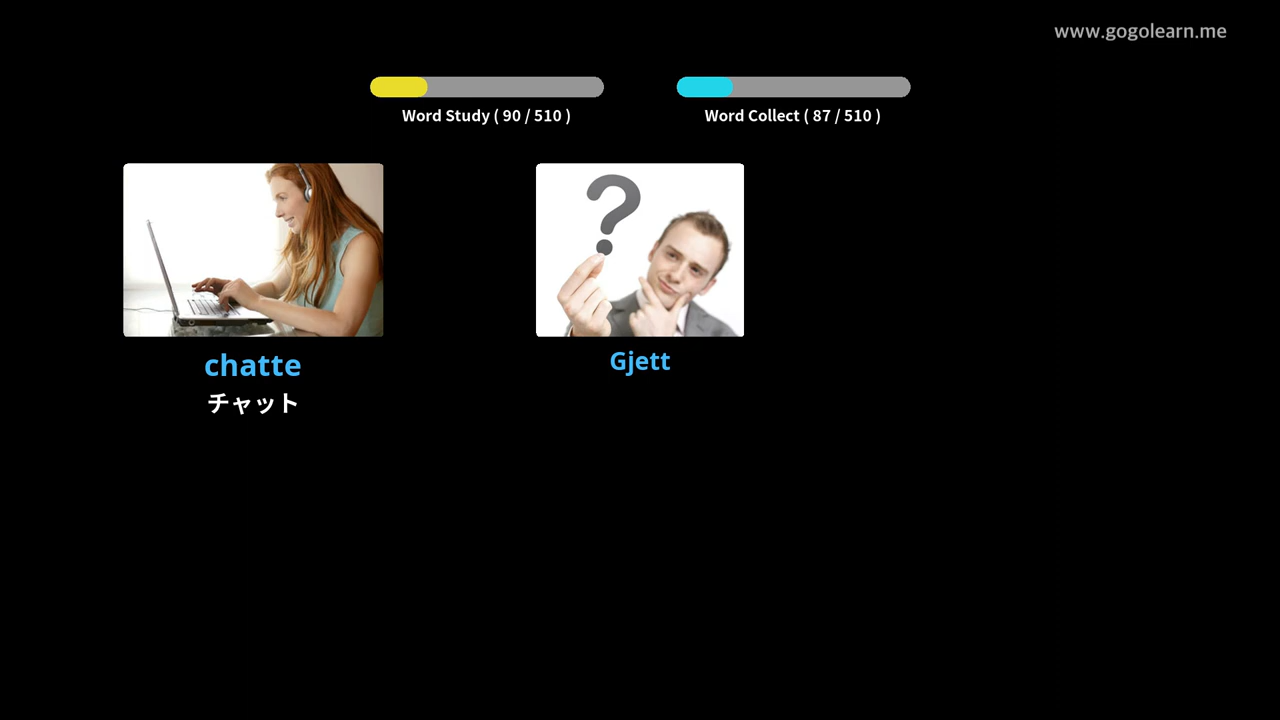 www.gogolearn.me
Word Study ( 90 / 510 )
Word Collect ( 87 / 510 )
chatte
チャット
Gjett